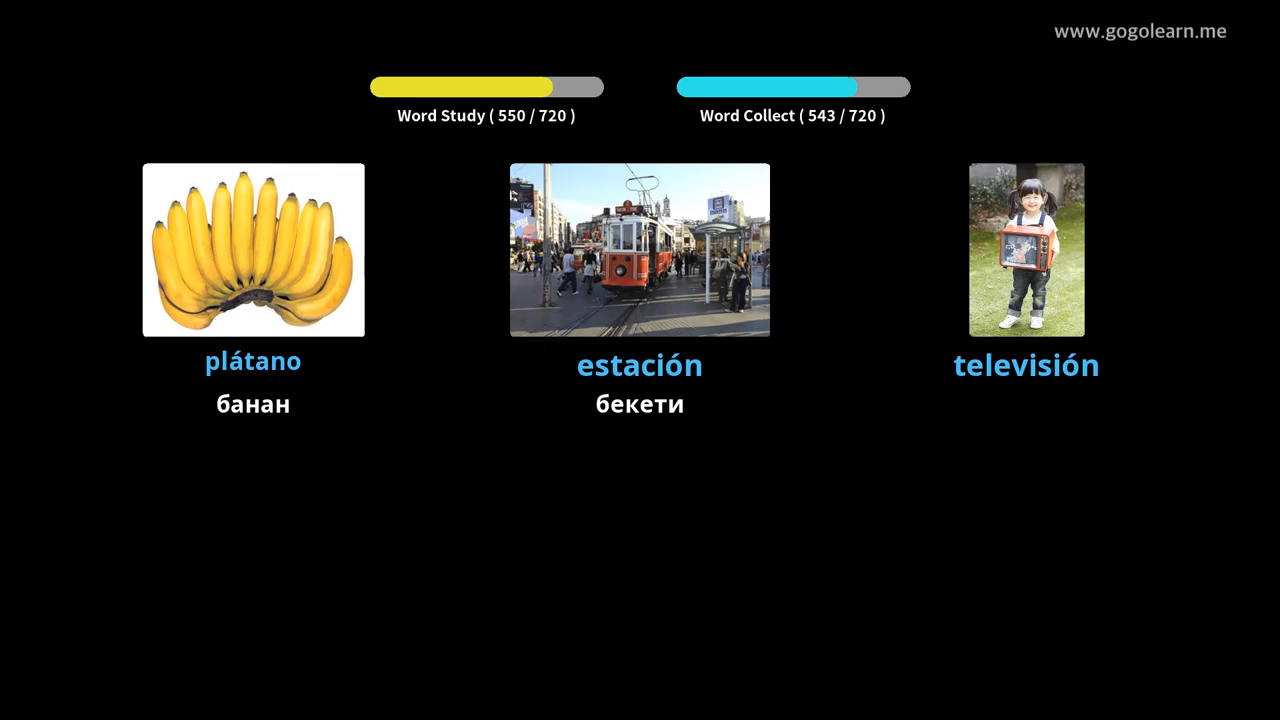 www.gogolearn.me
Word Study ( 550 / 720 )
Word Collect ( 543 / 720 )
plátano
estación
televisión
банан
бекети